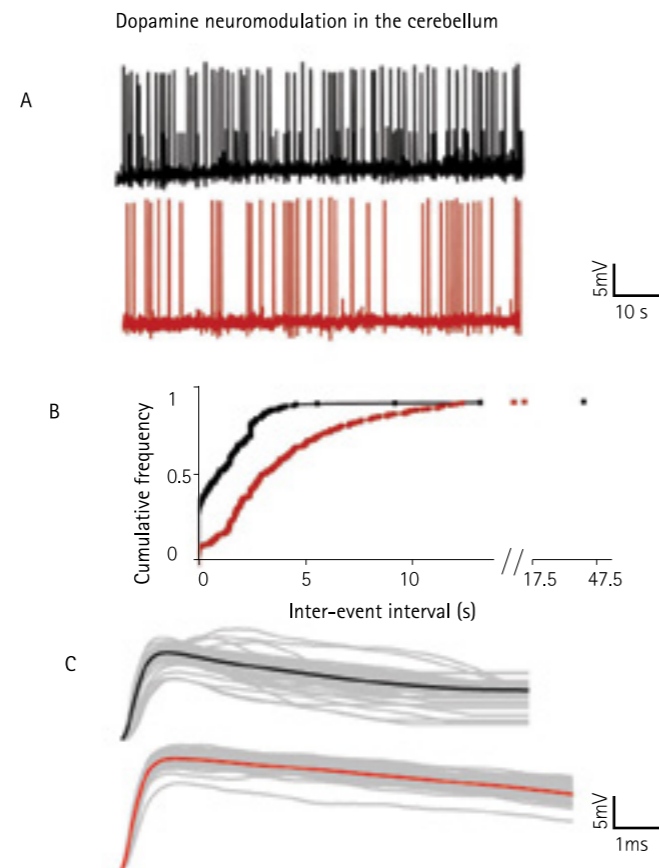 Dopamine neuromodulation in the cerebellum
A
5mV
10 s
B
Cumulative frequency
1
0.5
0
0 5 10 // 17.5 47.5
Inter-event interval (s)
C
5mV
1ms